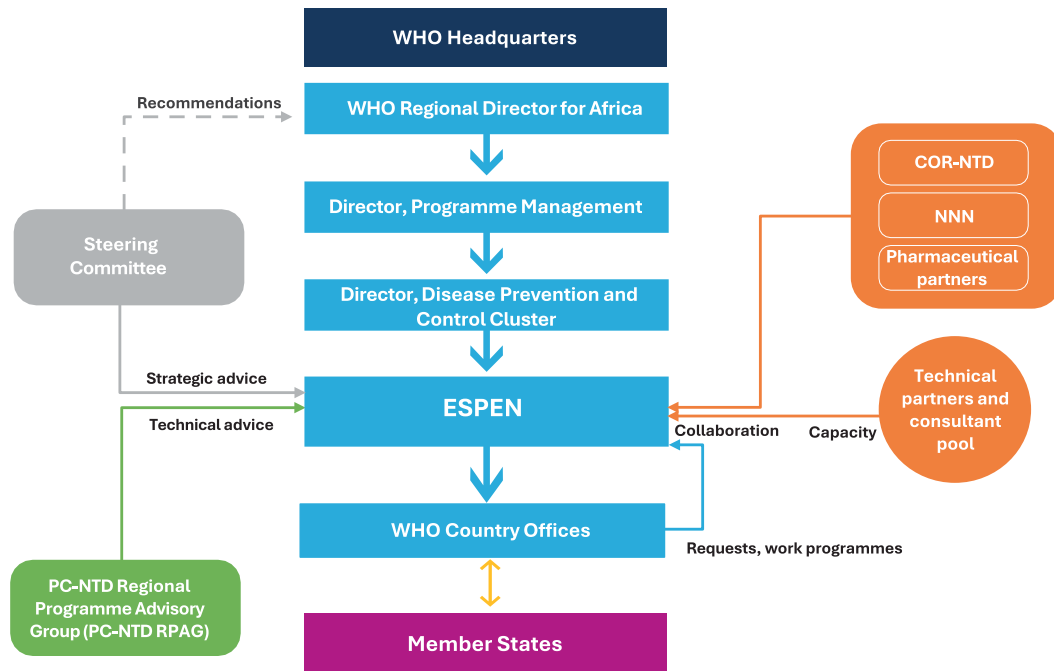 WHO Headquarters
Recommendations
WHO Regional Director for Africa
COR-NTD
Director, Programme Management
NNN
Steering
Committee
Pharmaceutical
partners
Director, Disease Prevention and
Control Cluster
Strategic advice
ESPEN
Technical advice
Technical
partners and
consultant
pool
Collaboration
Capacity
WHO Country Offices
Requests, work programmes
PC-NTD Regional
Programme Advisory
Group (PC-NTD RPAG)
Member States